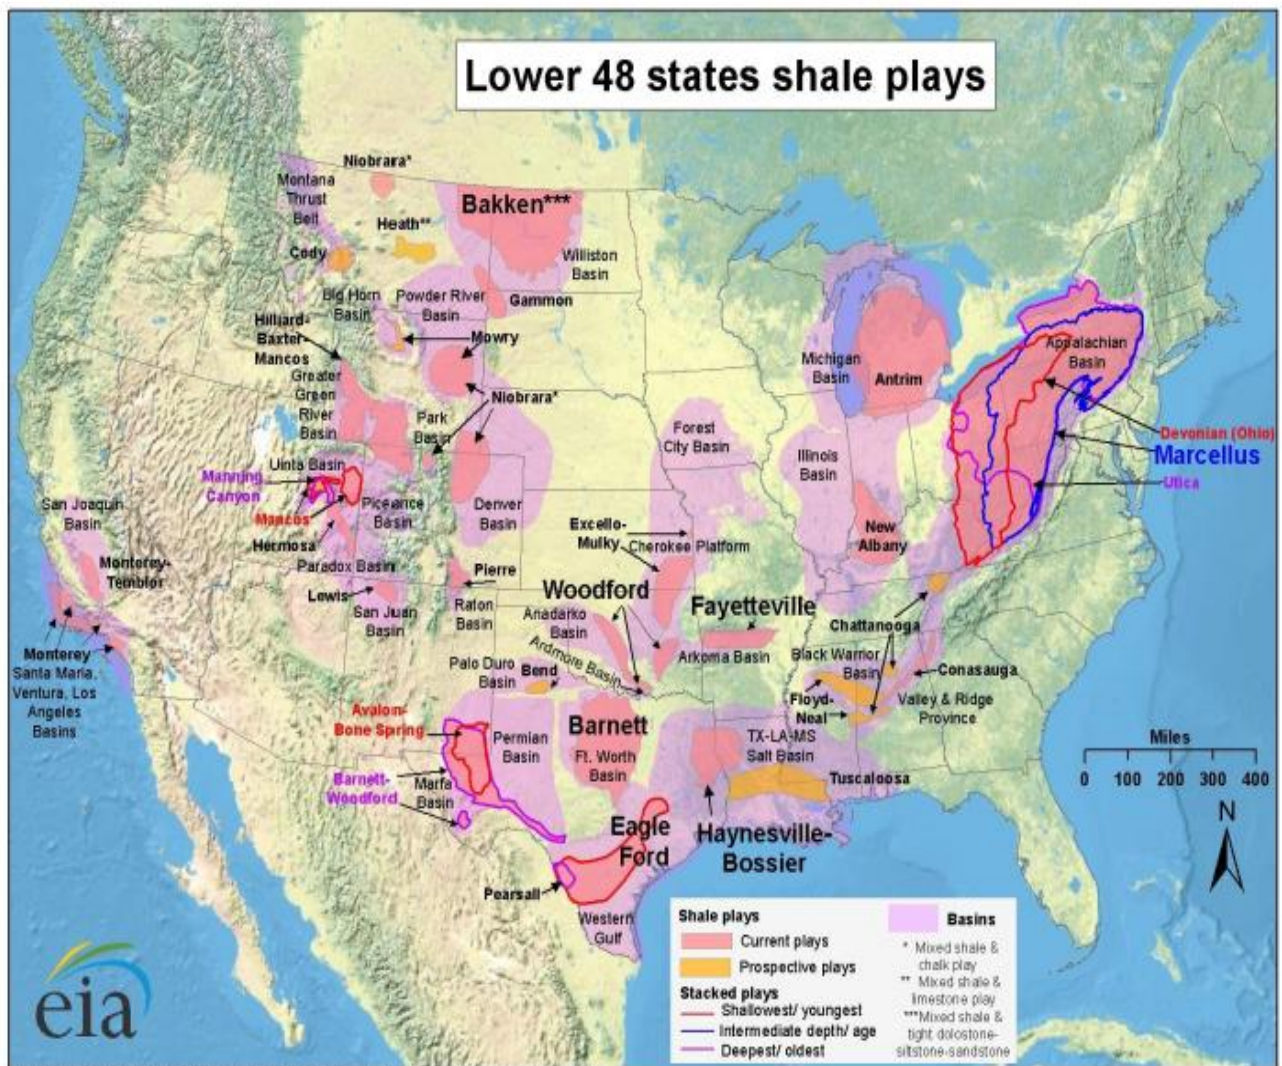 Lower 48 states shale plays
Niobrara*
Montana
Thrust
Belt
Bakken***
Heath**
Cody
Williston
Basin
Big Horn
Basin
Powder River
Basin
Gammon
Hilliard-
Baxter-
Mancos
Mowry
Greater
Green
River
Basin
Niobrara*
Park
Basin
Michigan
Basin
Antrim
Appalachian
Basin
Forest
City Basin
Illinois
Basin
Devonian (Ohio)
Marcellus
Utica
Uinta Basin
Manning
Canyon
Mancos
Piceance
Basin
Denver
Basin
San Joaquin
Basin
Hermosa
Excello-
Mulky
Cherokee Platform
New
Albany
Monterey-
Temblor
Paradox Basin
Pierre
Lewis
San Juan
Basin
Raton
Basin
Woodford
Anadarko
Basin
Fayetteville
Arkoma Basin
Chattanooga
Black Warrior
Basin
Conasauga
Monterey
Santa Maria,
Ventura, Los
Angeles
Basins
Palo Duro
Basin
Bend
Ardmore Basin
Floyd-
Neal
Valley & Ridge
Province
Avalon-
Bone Spring
Permian
Basin
Barnett
Ft. Worth
Basin
TX-LA-MS
Salt Basin
Tuscaloosa
Barnett-
Woodford
Marfa
Basin
Eagle
Ford
Haynesville-
Bossier
Pearsall
Western
Gulf
Miles
0 100 200 300 400
N
Shale plays
Current plays
Prospective plays
Stacked plays
Shallowest/ youngest
Intermediate depth/ age
Deepest/ oldest
Basins
* Mixed shale &
chalk play
** Mixed shale &
limestone play
***Mixed shale &
tight dolostone-
siltstone-sandstone
eia